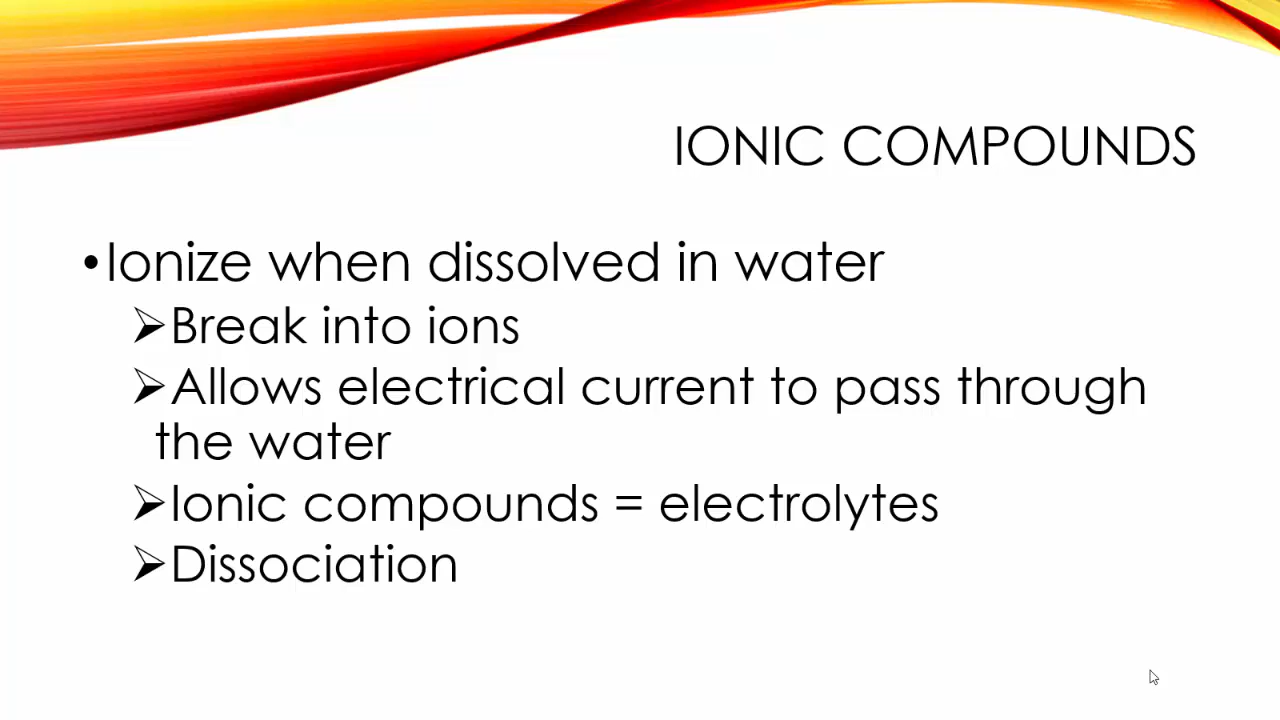 IONIC COMPOUNDS
•Ionize when dissolved in water
➢Break into ions
➢Allows electrical current to pass through
the water
➢Ionic compounds = electrolytes
➢Dissociation